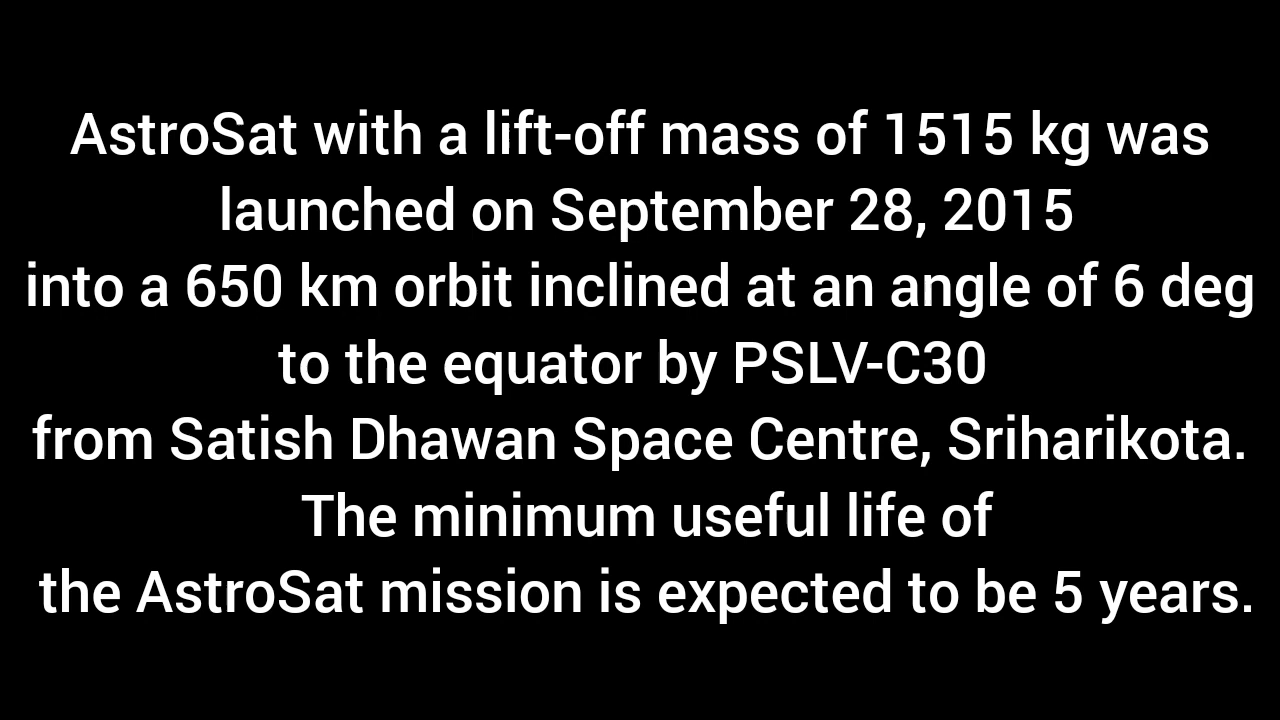 AstroSat with a lift-off mass of 1515 kg was
launched on September 28, 2015
into a 650 km orbit inclined at an angle of 6 deg
to the equator by PSLV-C30
from Satish Dhawan Space Centre, Sriharikota.
The minimum useful life of
the AstroSat mission is expected to be 5 years.